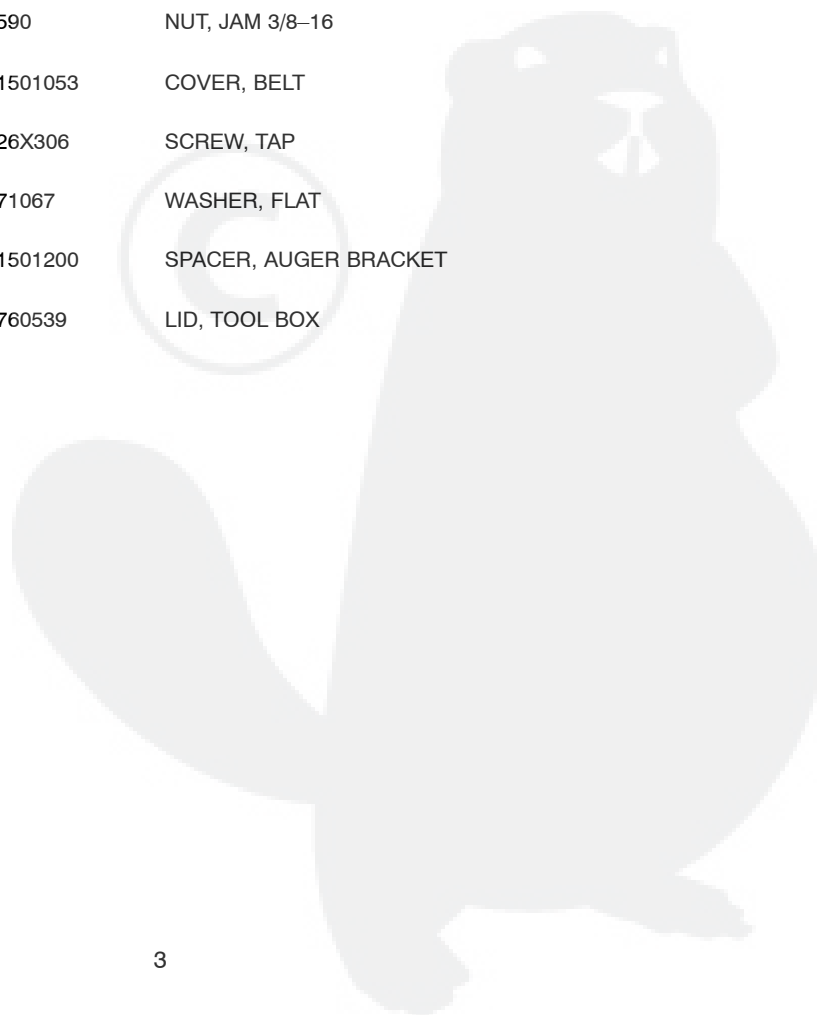 590 NUT, JAM 3/8–16
1501053 COVER, BELT
26X306 SCREW, TAP
71067 WASHER, FLAT
1501200 SPACER, AUGER BRACKET
760539 LID, TOOL BOX
©
3